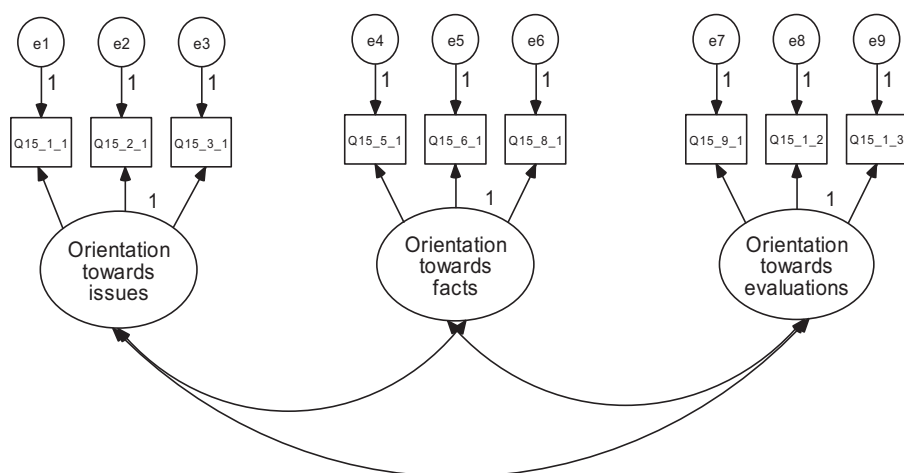 e1 e2 e3 e4 e5 e6 e7 e8 e9
1 1 1 1 1 1 1 1 1
Q15_1_1 Q15_2_1 Q15_3_1 Q15_5_1 Q15_6_1 Q15_8_1 Q15_9_1 Q15_1_2 Q15_1_3
1 1 1
Orientation
towards
issues
Orientation
towards
facts
Orientation
towards
evaluations